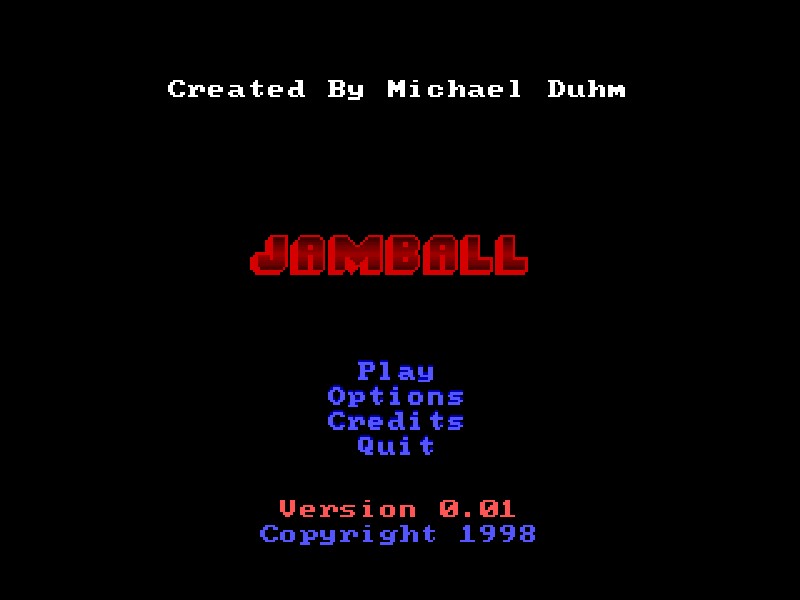 Created By Michael Duhm
JAMBALL
Play
Options
Credits
Quit
Version 0.01
Copyright 1998